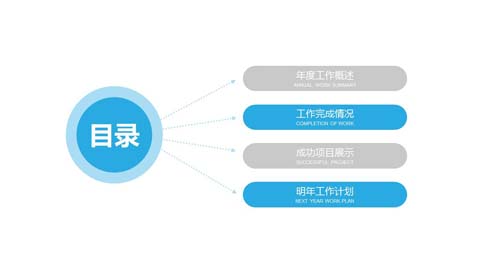 目录
年度工作概述
ANNUAL WORK SUMMARY
工作完成情况
COMPLETION OF WORK
成功项目展示
SUCCESSFUL PROJECT
明年工作计划
NEXT YEAR WORK PLAN